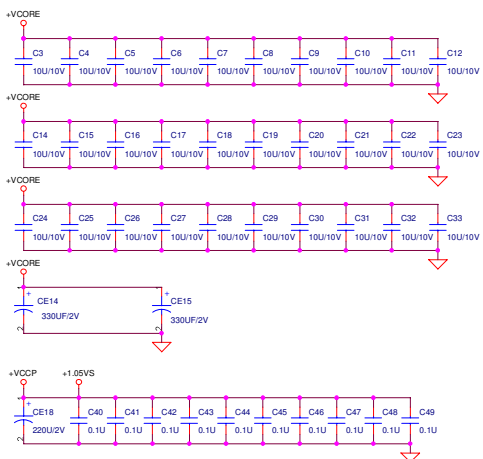 +VCORE
C3 C4 C5 C6 C7 C8 C9 C10 C11 C12
10U/10V 10U/10V 10U/10V 10U/10V 10U/10V 10U/10V 10U/10V 10U/10V 10U/10V 10U/10V
+VCORE
C14 C15 C16 C17 C18 C19 C20 C21 C22 C23
10U/10V 10U/10V 10U/10V 10U/10V 10U/10V 10U/10V 10U/10V 10U/10V 10U/10V 10U/10V
+VCORE
C24 C25 C26 C27 C28 C29 C30 C31 C32 C33
10U/10V 10U/10V 10U/10V 10U/10V 10U/10V 10U/10V 10U/10V 10U/10V 10U/10V 10U/10V
+VCORE
1 + 1 +
CE14 CE15
330UF/2V 330UF/2V
2 2
+VCCP +1.05VS
1 +
CE18 C40 C41 C42 C43 C44 C45 C46 C47 C48 C49
220U/2V 0.1U 0.1U 0.1U 0.1U 0.1U 0.1U 0.1U 0.1U 0.1U 0.1U
2